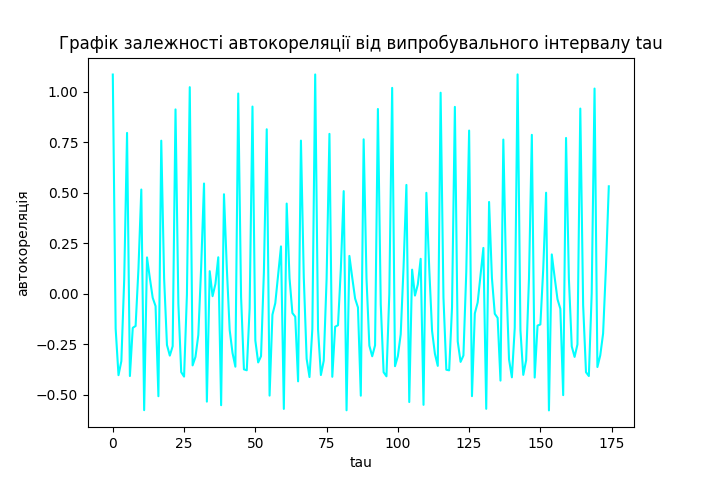 Графік залежності автокореляції від випробувального інтервалу tau
1.00
0.75
0.50
0.25
0.00
−0.25
−0.50
автокореляція
0 25 50 75 100 125 150 175
tau